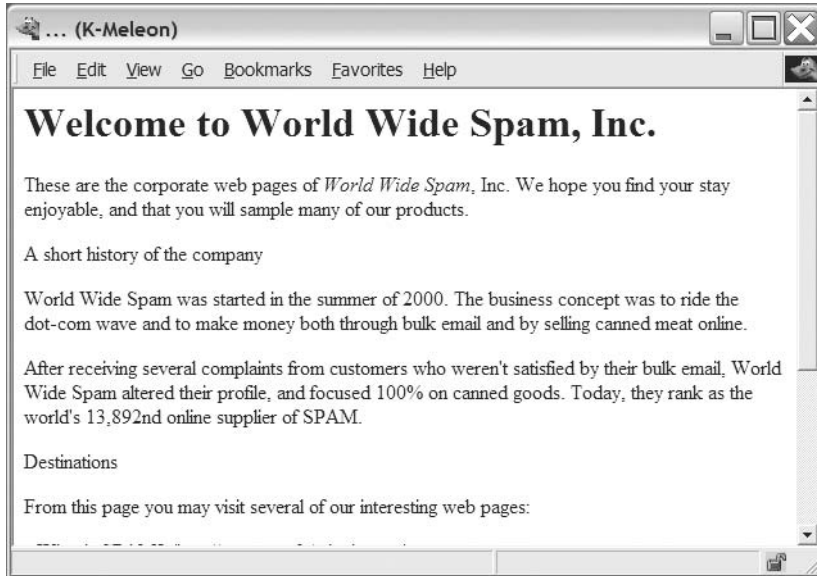 ... (K-Meleon)
File Edit View Go Bookmarks Favorites Help
Welcome to World Wide Spam, Inc.
These are the corporate web pages of World Wide Spam, Inc. We hope you find your stay
enjoyable, and that you will sample many of our products.
A short history of the company
World Wide Spam was started in the summer of 2000. The business concept was to ride the
dot-com wave and to make money both through bulk email and by selling canned meat online.
After receiving several complaints from customers who weren't satisfied by their bulk email, World
Wide Spam altered their profile, and focused 100% on canned goods. Today, they rank as the
world's 13,892nd online supplier of SPAM.
Destinations
From this page you may visit several of our interesting web pages: